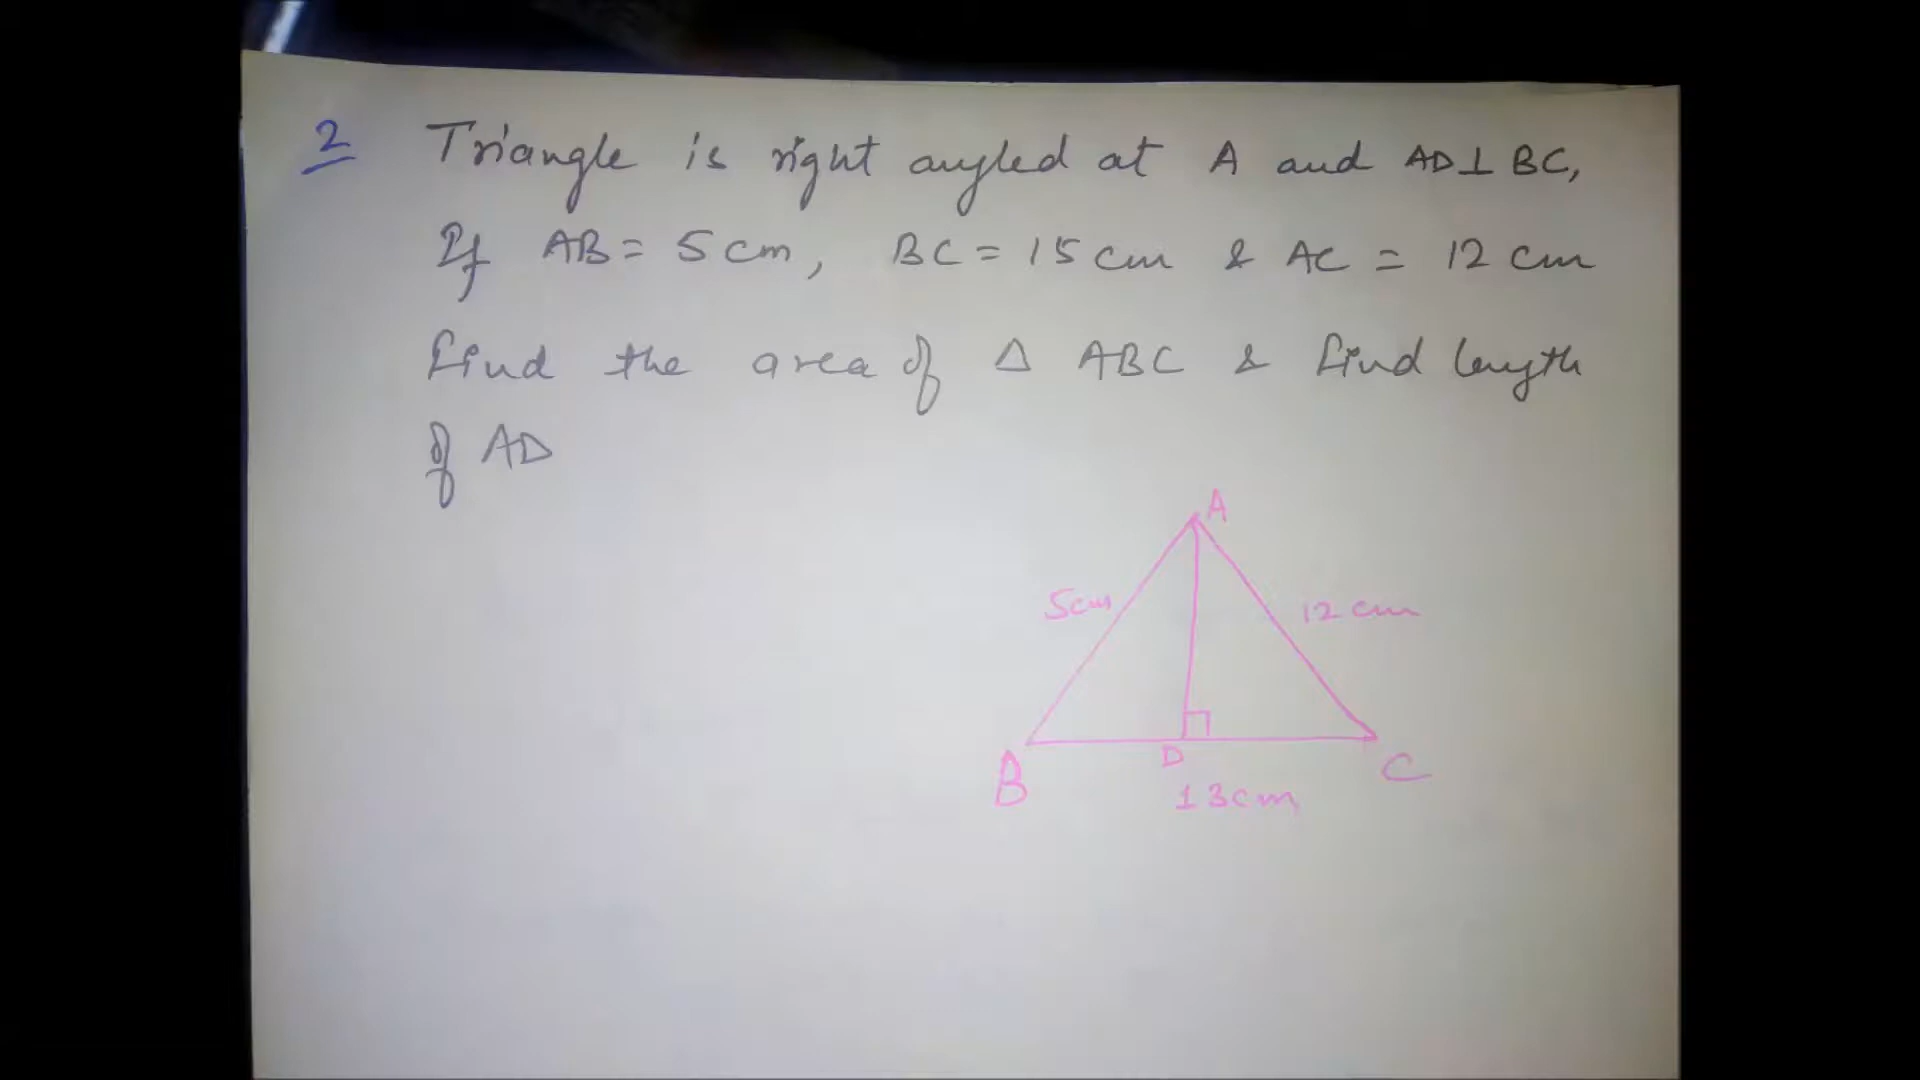 2 Triangle is right angled at A and AD⊥BC,
If AB = 5 cm, BC = 15 cm & AC = 12 cm
find the area of △ ABC & find length
of AD
A
5cm
12 cm
B
D
C
13cm